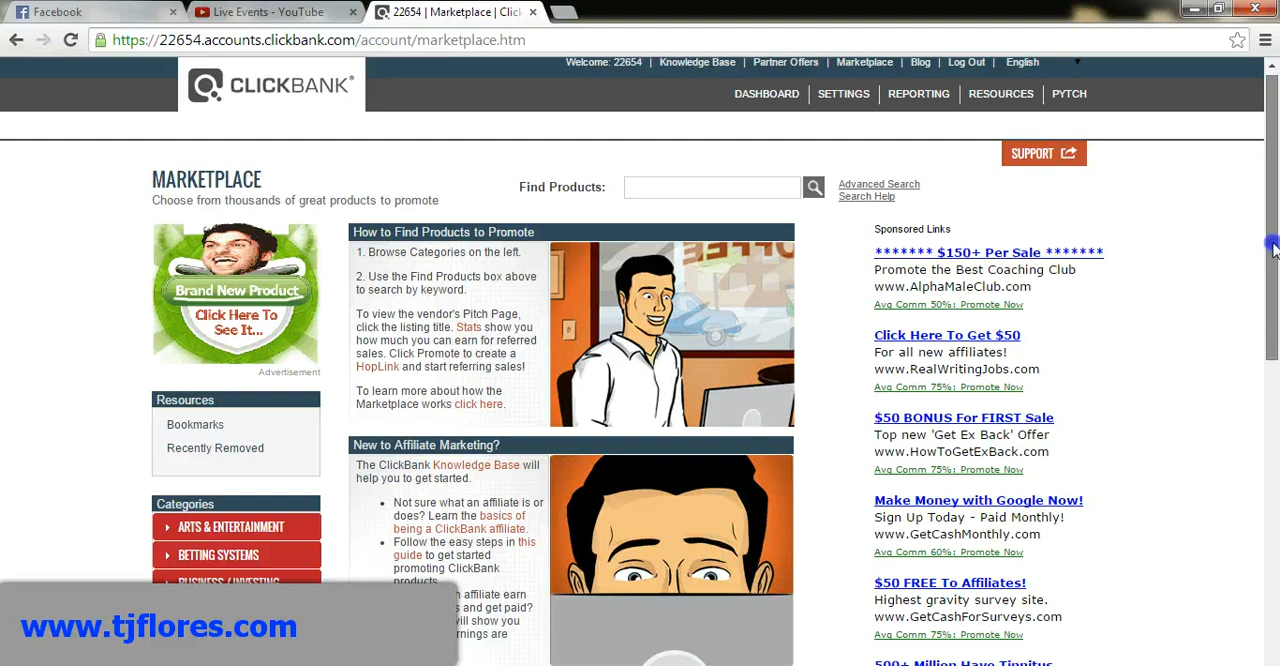 Facebook
Live Events - YouTube
22654 | Marketplace | Click
https://22654.accounts.clickbank.com/account/marketplace.htm
Welcome: 22654 | Knowledge Base | Partner Offers | Marketplace | Blog | Log Out | English
CLICKBANK®
DASHBOARD | SETTINGS | REPORTING | RESOURCES | PYTCH
SUPPORT
MARKETPLACE
Choose from thousands of great products to promote
Find Products:
Advanced Search
Search Help
Brand New Product
Click Here To
See It...
Advertisement
Resources
Bookmarks
Recently Removed
Categories
ARTS & ENTERTAINMENT
BETTING SYSTEMS
BUSINESS / INVESTING
How to Find Products to Promote
1. Browse Categories on the left.
2. Use the Find Products box above
to search by keyword.
To view the vendor's Pitch Page,
click the listing title. Stats show you
how much you can earn for referred
sales. Click Promote to create a
HopLink and start referring sales!
To learn more about how the
Marketplace works click here.
New to Affiliate Marketing?
The ClickBank Knowledge Base will
help you to get started.
• Not sure what an affiliate is or
does? Learn the basics of
being a ClickBank affiliate.
• Follow the easy steps in this
guide to get started
promoting ClickBank
products.
an affiliate earn
s and get paid?
will show you
rnings are
Sponsored Links
******* $150+ Per Sale *******
Promote the Best Coaching Club
www.AlphaMaleClub.com
Avg Comm 50%: Promote Now
Click Here To Get $50
For all new affiliates!
www.RealWritingJobs.com
Avg Comm 75%: Promote Now
$50 BONUS For FIRST Sale
Top new 'Get Ex Back' Offer
www.HowToGetExBack.com
Avg Comm 75%: Promote Now
Make Money with Google Now!
Sign Up Today - Paid Monthly!
www.GetCashMonthly.com
Avg Comm 60%: Promote Now
$50 FREE To Affiliates!
Highest gravity survey site.
www.GetCashForSurveys.com
Avg Comm 75%: Promote Now
500+ Million Have Tinnitus
www.tjflores.com